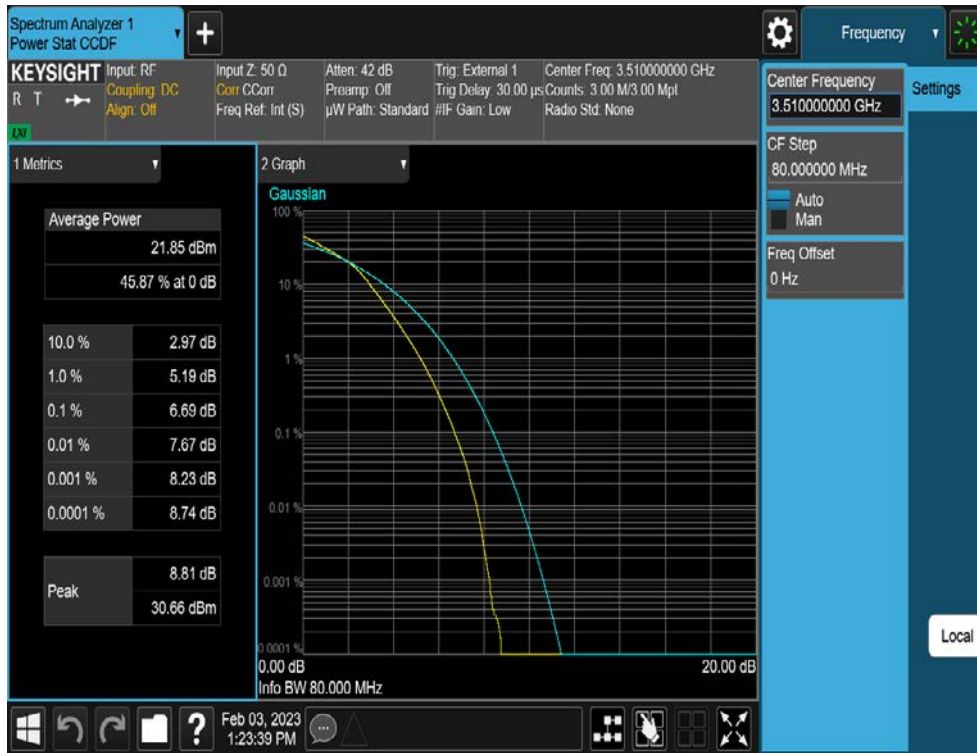 Spectrum Analyzer 1
Power Stat CCDF
+
Frequency
KEYSIGHT
R T
LXI
Input: RF
Coupling: DC
Align: Off
Input Z: 50 Ω
Corr CCorr
Freq Ref: Int (S)
Atten: 42 dB
Preamp: Off
µW Path: Standard
Trig: External 1
Trig Delay: 30.00 µs
#IF Gain: Low
Center Freq: 3.510000000 GHz
Counts: 3.00 M/3.00 Mpt
Radio Std: None
Center Frequency
3.510000000 GHz
Settings
CF Step
80.000000 MHz
Auto
Man
Freq Offset
0 Hz
Local
1 Metrics
Average Power
21.85 dBm
45.87 % at 0 dB
10.0 % 2.97 dB
1.0 % 5.19 dB
0.1 % 6.69 dB
0.01 % 7.67 dB
0.001 % 8.23 dB
0.0001 % 8.74 dB
Peak
8.81 dB
30.66 dBm
2 Graph
Gaussian
100 %
10 %
1 %
0.1 %
0.01 %
0.001 %
0.0001 %
0.00 dB 20.00 dB
Info BW 80.000 MHz
?
Feb 03, 2023
1:23:39 PM